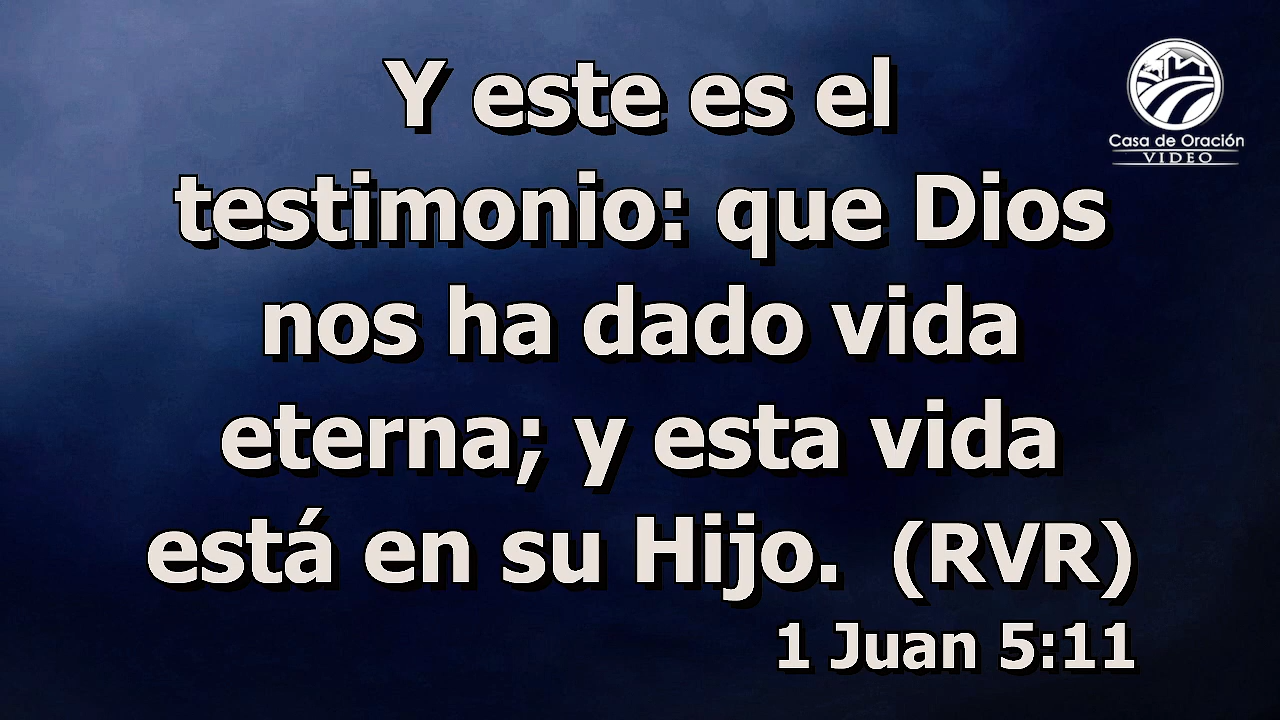 Y este es el
testimonio: que Dios
nos ha dado vida
eterna; y esta vida
está en su Hijo. (RVR)
1 Juan 5:11
Casa de Oración
VIDEO